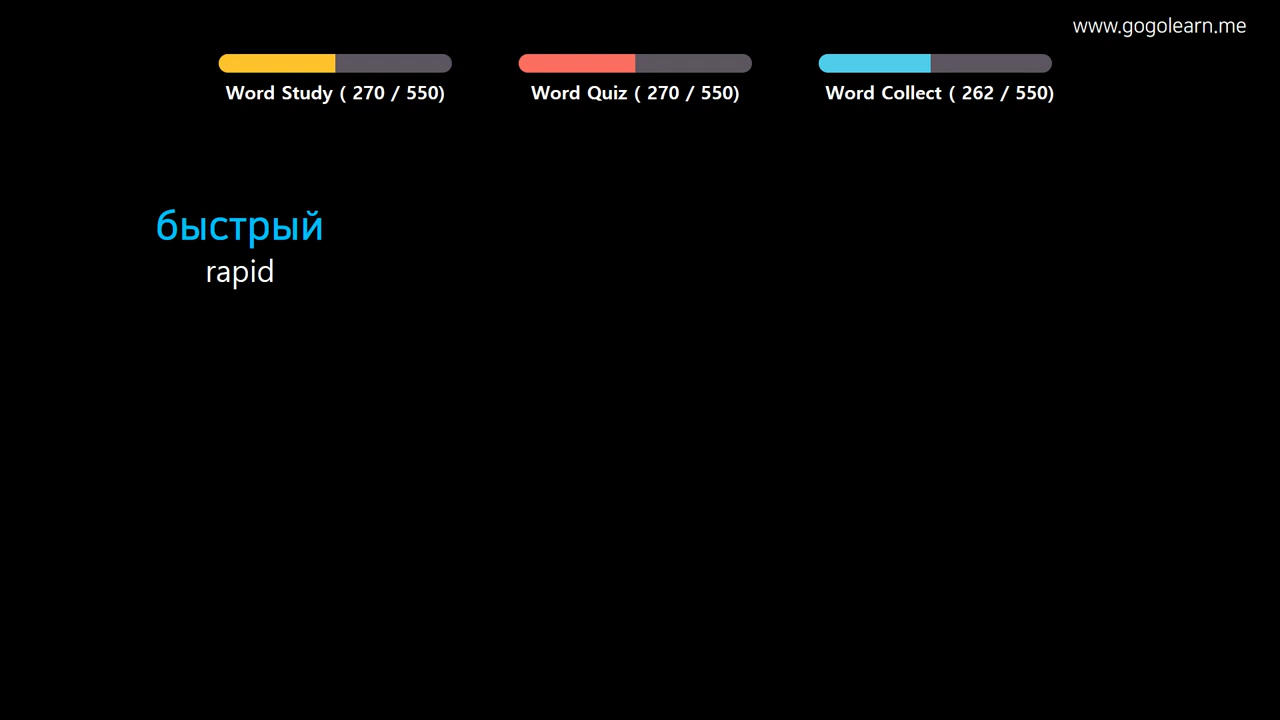 www.gogolearn.me
Word Study ( 270 / 550)
Word Quiz ( 270 / 550)
Word Collect ( 262 / 550)
быстрый
rapid